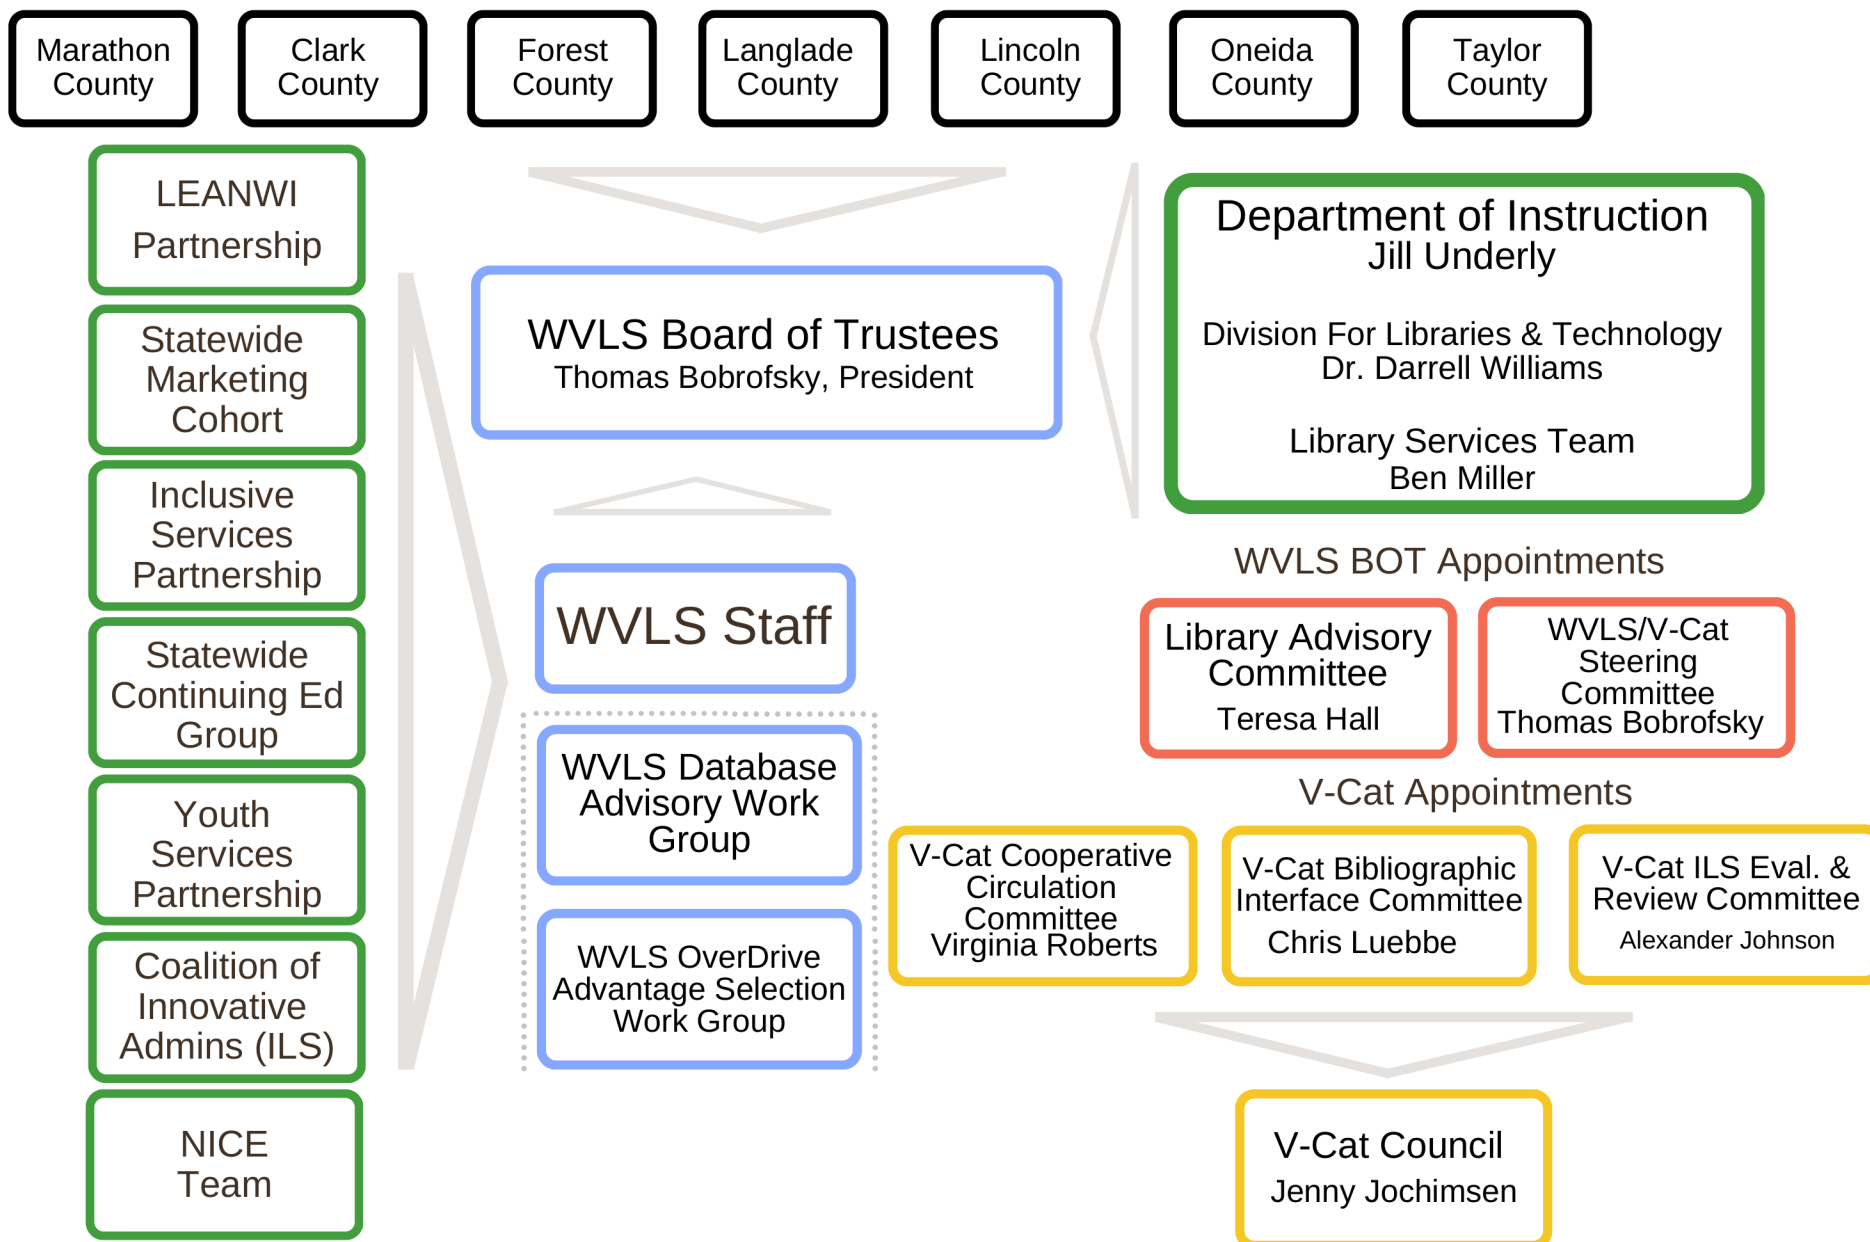 Marathon
County
Clark
County
Forest
County
Langlade
County
Lincoln
County
Oneida
County
Taylor
County
LEANWI
Partnership
Statewide
Marketing
Cohort
Inclusive
Services
Partnership
Statewide
Continuing Ed
Group
Youth
Services
Partnership
Coalition of
Innovative
Admins (ILS)
NICE
Team
WVLS Board of Trustees
Thomas Bobrofsky, President
WVLS Staff
WVLS Database
Advisory Work
Group
WVLS OverDrive
Advantage Selection
Work Group
Department of Instruction
Jill Underly
Division For Libraries & Technology
Dr. Darrell Williams
Library Services Team
Ben Miller
WVLS BOT Appointments
Library Advisory
Committee
Teresa Hall
WVLS/V-Cat
Steering
Committee
Thomas Bobrofsky
V-Cat Appointments
V-Cat Cooperative
Circulation
Committee
Virginia Roberts
V-Cat Bibliographic
Interface Committee
Chris Luebbe
V-Cat ILS Eval. &
Review Committee
Alexander Johnson
V-Cat Council
Jenny Jochimsen